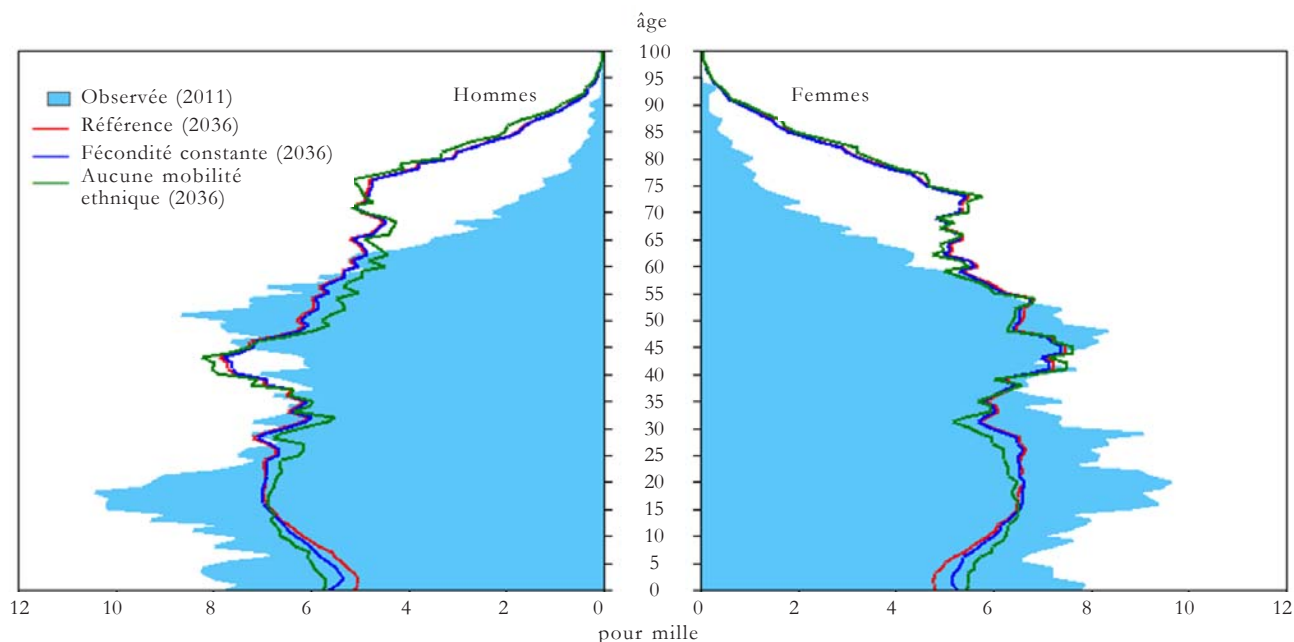 âge
100
Observée (2011)
Référence (2036)
Fécondité constante (2036)
Aucune mobilité
ethnique (2036)
Hommes
Femmes
95
90
85
80
75
70
65
60
55
50
45
40
35
30
25
20
15
10
5
0
12 10 8 6 4 2 0
0 2 4 6 8 10 12
pour mille